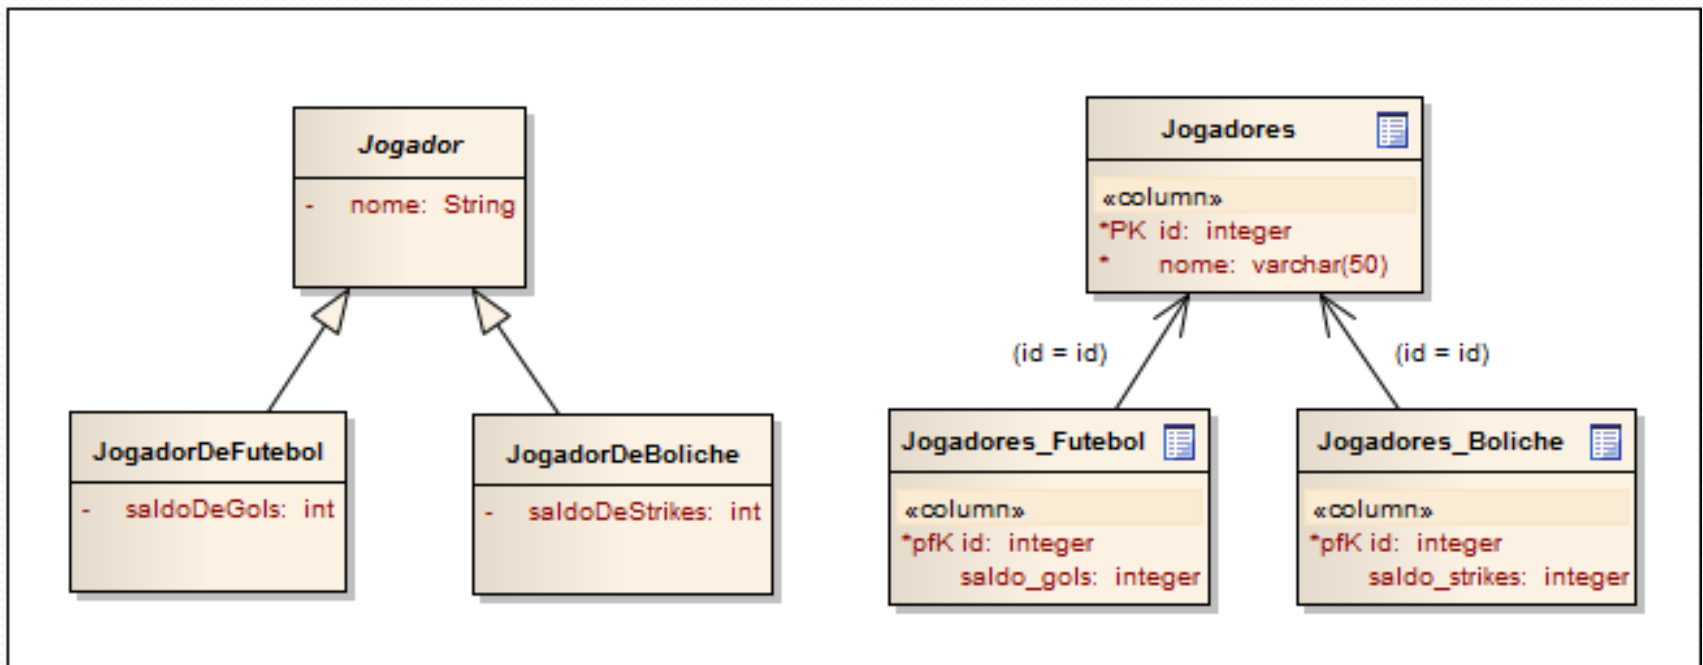 Jogador
- nome: String
JogadorDeFutebol
- saldoDeGols: int
JogadorDeBoliche
- saldoDeStrikes: int
Jogadores
«column»
*PK id: integer
* nome: varchar(50)
(id = id)
(id = id)
Jogadores_Futebol
«column»
*pfK id: integer
saldo_gols: integer
Jogadores_Boliche
«column»
*pfK id: integer
saldo_strikes: integer